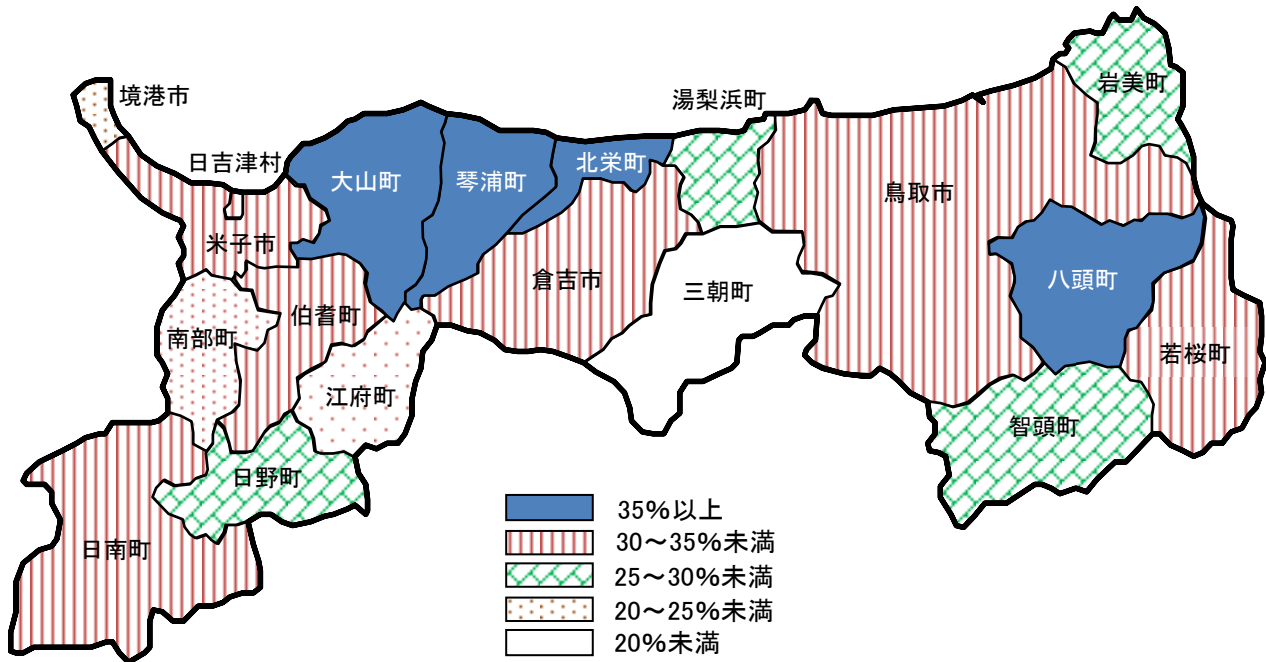 境港市
日吉津村
大山町
琴浦町
北栄町
湯梨浜町
岩美町
鳥取市
米子市
倉吉市
三朝町
八頭町
伯耆町
南部町
江府町
若桜町
智頭町
日野町
日南町
35%以上
30～35%未満
25～30%未満
20～25%未満
20%未満